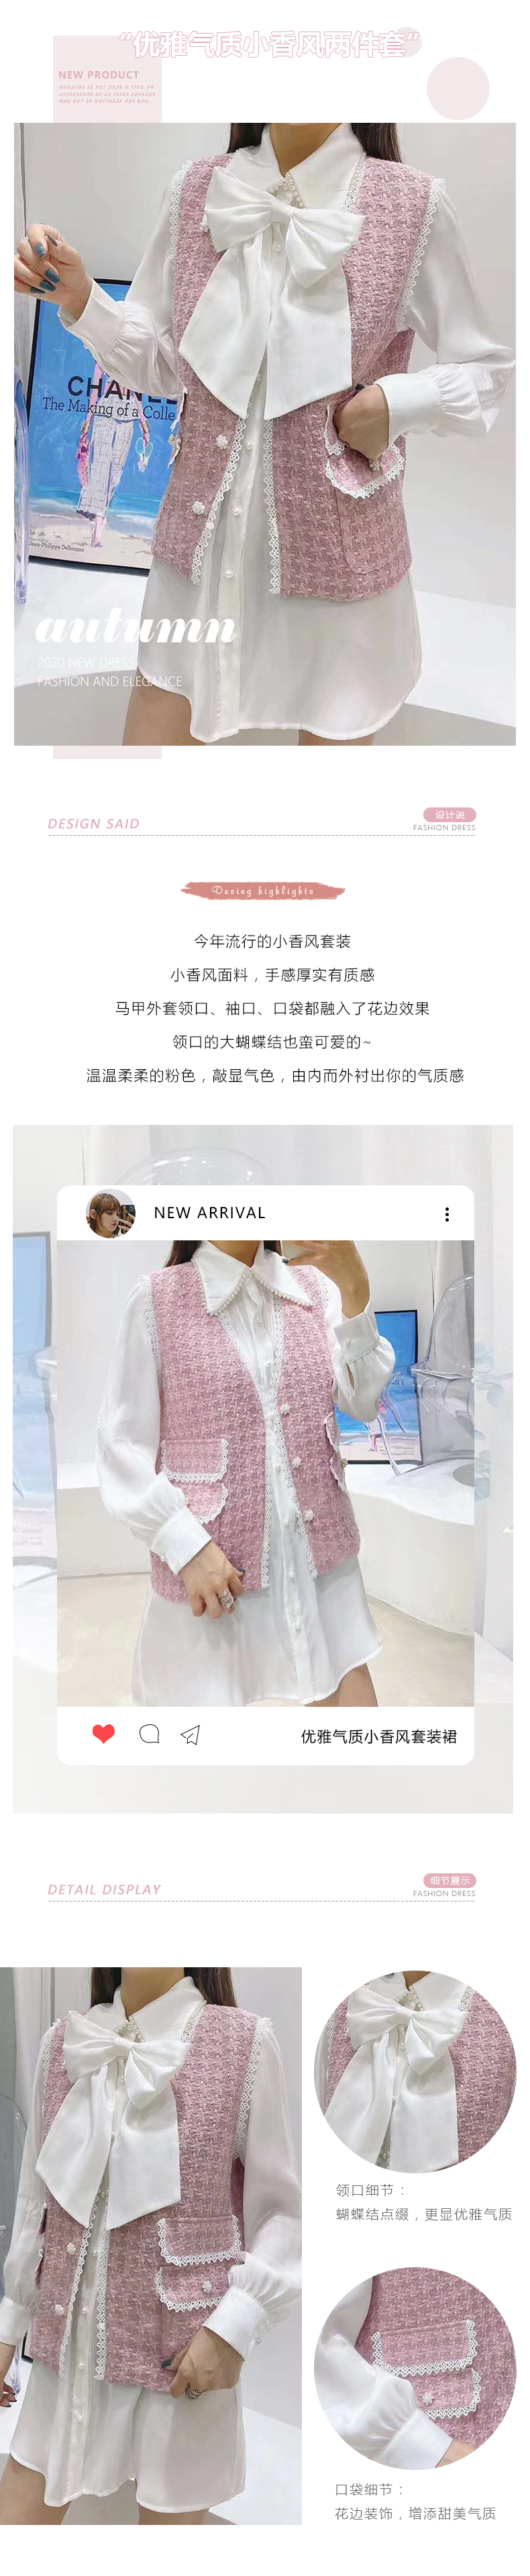 “优雅气质小香风两件套”
NEW PRODUCT
CHANEL
The Making of a Colle
Jean-Philippe Delhomme
autumn
2020 NEW DRESS
FASHION AND ELEGANCE
DESIGN SAID
设计说
FASHION DRESS
Desing highlights
今年流行的小香风套装
小香风面料，手感厚实有质感
马甲外套领口、袖口、口袋都融入了花边效果
领口的大蝴蝶结也蛮可爱的~
温温柔柔的粉色，敲显气色，由内而外衬出你的气质感
NEW ARRIVAL
优雅气质小香风套装裙
DETAIL DISPLAY
细节展示
FASHION DRESS
领口细节：
蝴蝶结点缀，更显优雅气质
口袋细节：
花边装饰，增添甜美气质